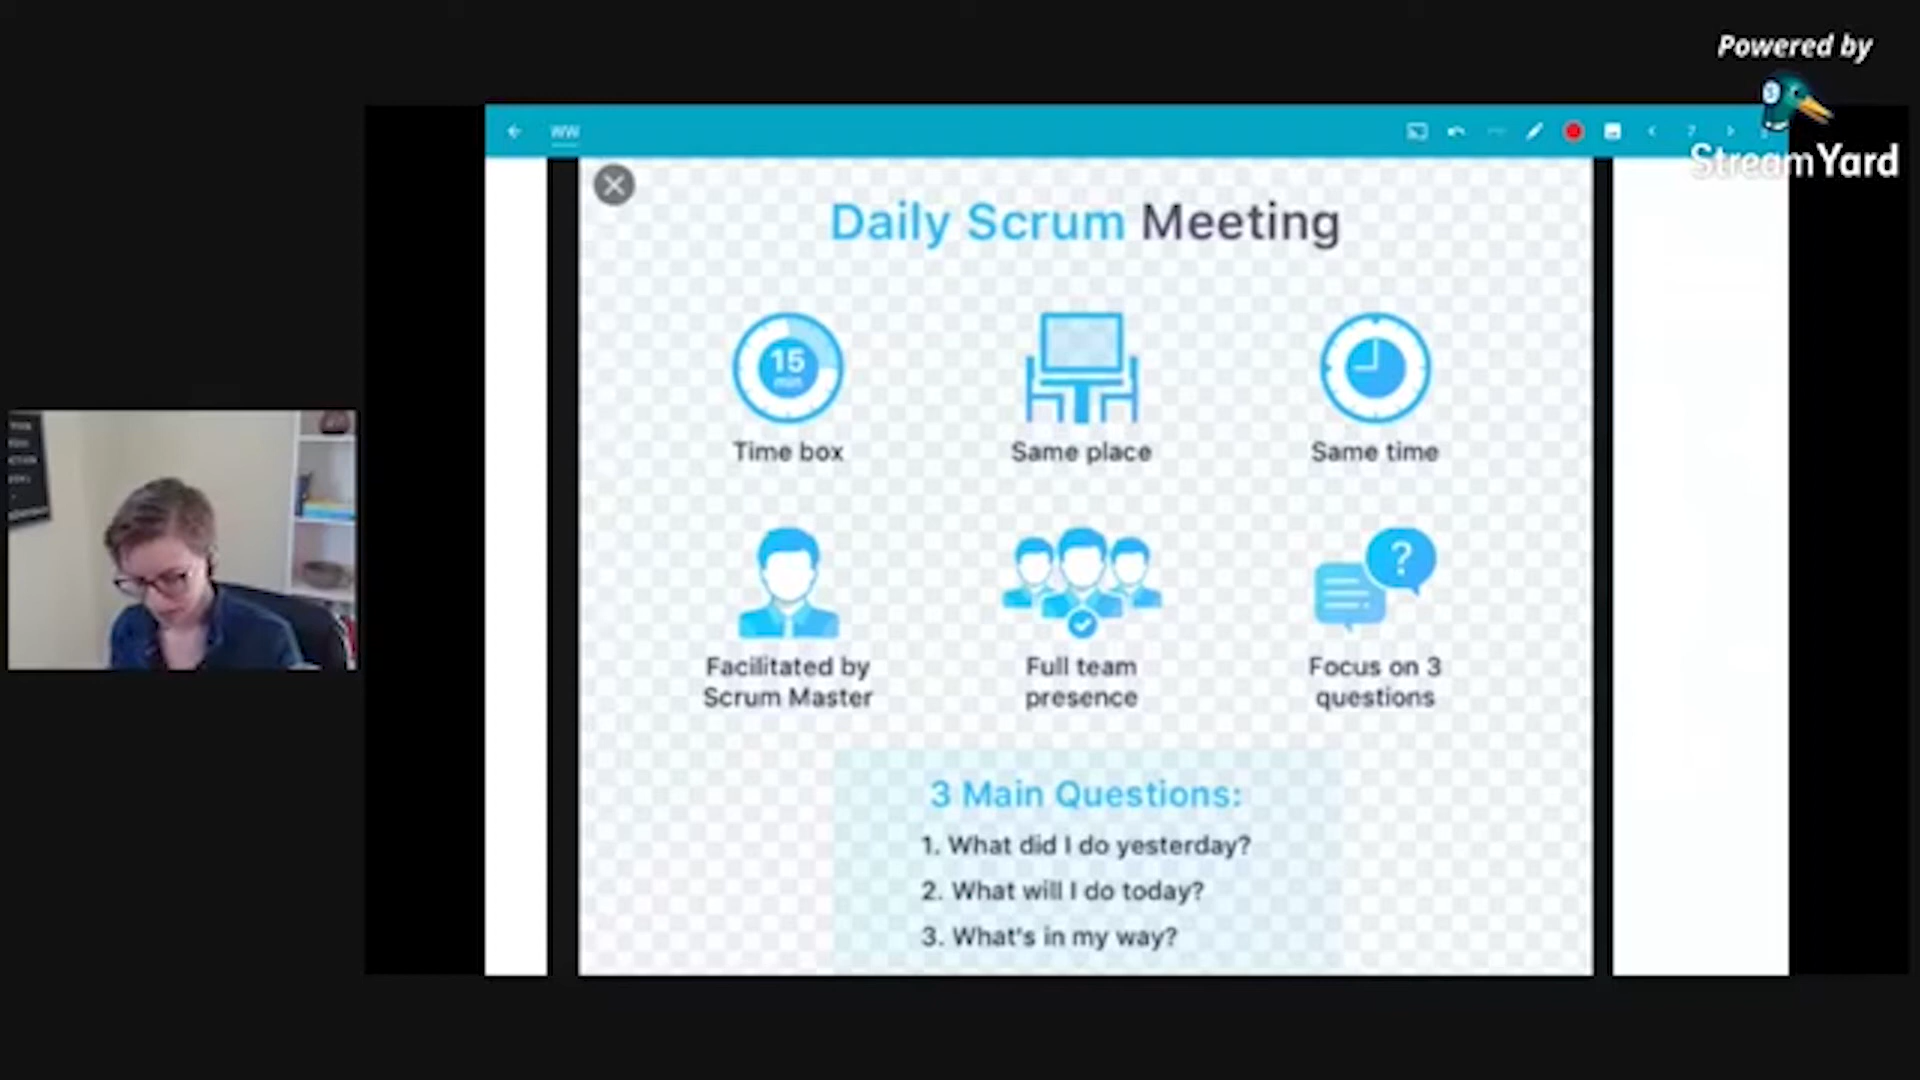 Powered by
StreamYard
WW
Daily Scrum Meeting
15
min
Time box
Same place
Same time
?
Facilitated by
Scrum Master
Full team
presence
Focus on 3
questions
3 Main Questions:
1. What did I do yesterday?
2. What will I do today?
3. What's in my way?